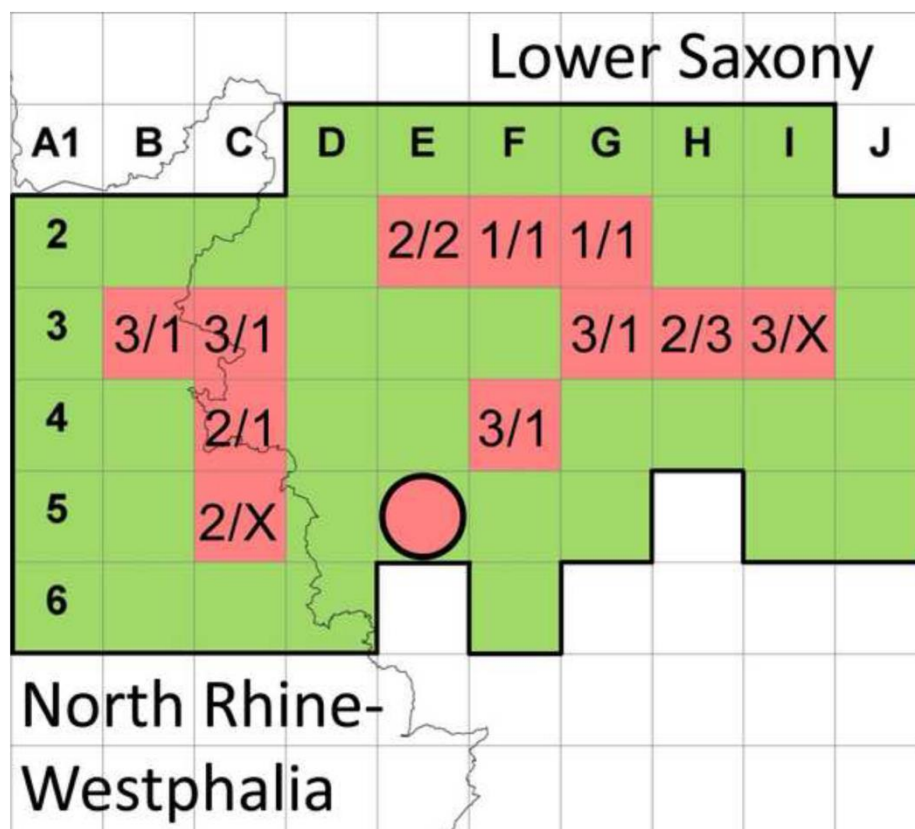 Lower Saxony
A1 B C D E F G H I J
2 2/2 1/1 1/1
3 3/1 3/1 3/1 2/3 3/X
4 2/1 3/1
5 2/X
6
North Rhine-
Westphalia